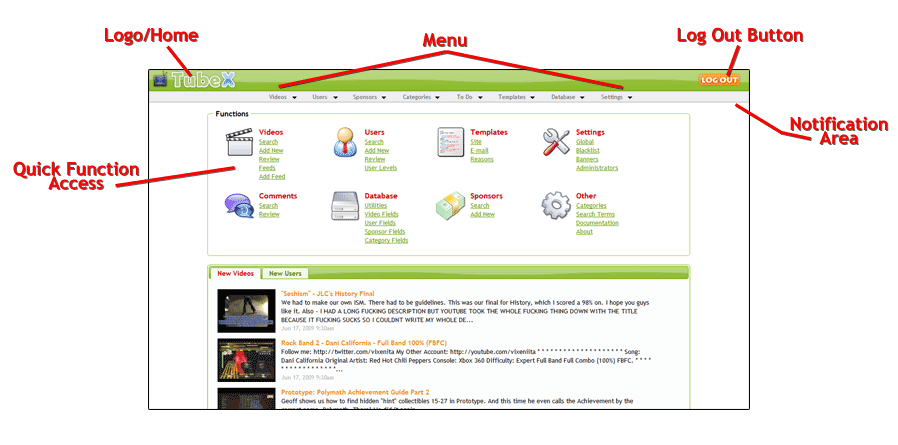 Logo/Home
Menu
Log Out Button
TubeX
LOG OUT
Videos Users Sponsors Categories To Do Templates Database Settings
Notification
Area
Quick Function
Access
Functions
Videos
Search
Add New
Review
Feeds
Add Feed
Users
Search
Add New
Review
User Levels
Templates
Site
E-mail
Reasons
Settings
Global
Blacklist
Banners
Administrators
Comments
Search
Review
Database
Utilities
Video Fields
User Fields
Sponsor Fields
Category Fields
Sponsors
Search
Add New
Other
Categories
Search Terms
Documentation
About
New Videos New Users
"Seshism" - JLC's History Final
We had to make our own ISM. There had to be guidelines. This was our final for History, which I scored a 98% on. I hope you guys
like it. Also - I HAD A LONG FUCKING DESCRIPTION BUT YOUTUBE TOOK THE WHOLE FUCKING THING DOWN WITH THE TITLE
BECAUSE IT FUCKING SUCKS SO I COULDNT WRITE MY WHOLE DE...
Jun 17, 2009 9:30am
Rock Band 2 - Dani California - Full Band 100% (FBFC)
Follow me: http://twitter.com/vixenita My Other Account: http://youtube.com/vixenita * * * * * * * * * * * * * * * * * * * * Song:
Dani California Original Artist: Red Hot Chili Peppers Console: Xbox 360 Difficulty: Expert Full Band Full Combo (100%) FBFC. * * * *
* * * * * * * * * * * * *...
Jun 17, 2009 9:30am
Prototype: Polymath Achievement Guide Part 2
Geoff shows us how to find hidden "hint" collectibles 15-27 in Prototype. And this time he even calls the Achievement by the